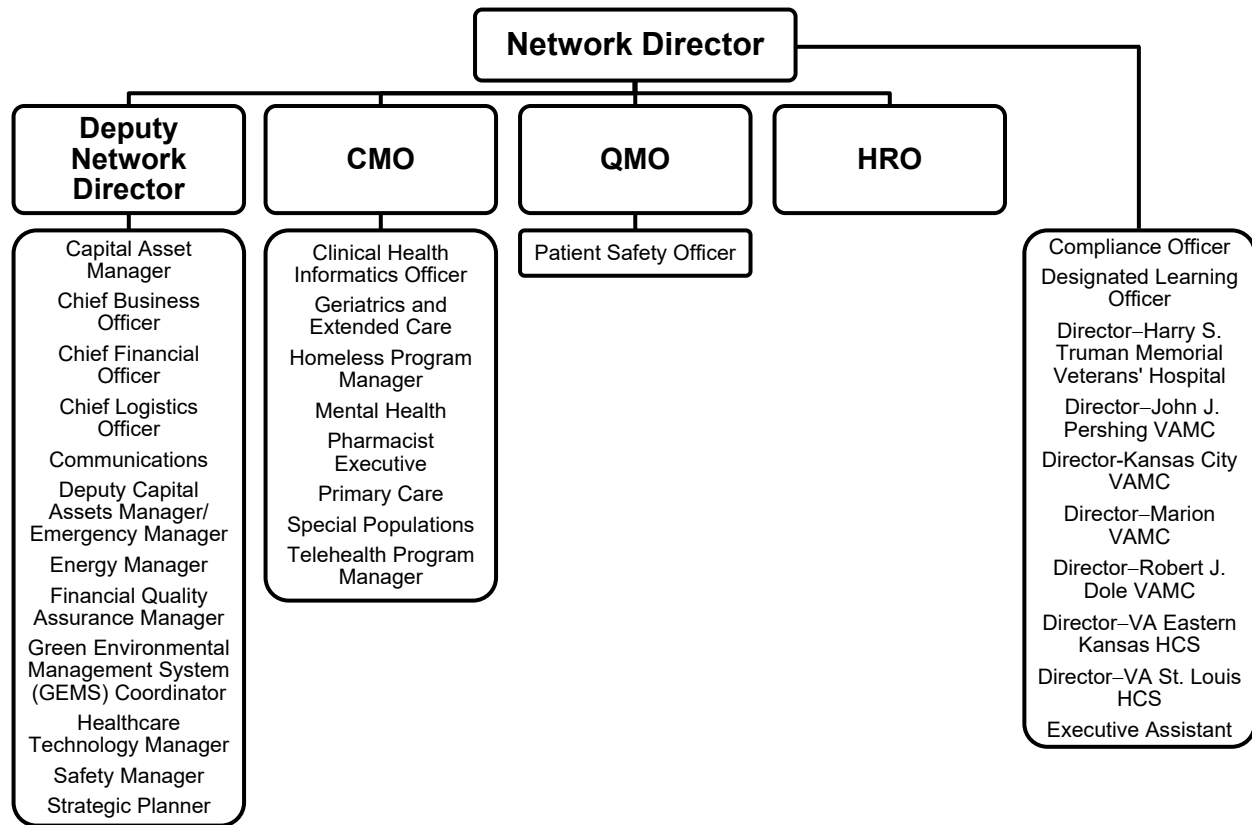 Network Director
Deputy
Network
Director
CMO
QMO
HRO
Capital Asset
Manager
Chief Business
Officer
Chief Financial
Officer
Chief Logistics
Officer
Communications
Deputy Capital
Assets Manager/
Emergency Manager
Energy Manager
Financial Quality
Assurance Manager
Green Environmental
Management System
(GEMS) Coordinator
Healthcare
Technology Manager
Safety Manager
Strategic Planner
Clinical Health
Informatics Officer
Geriatrics and
Extended Care
Homeless Program
Manager
Mental Health
Pharmacist
Executive
Primary Care
Special Populations
Telehealth Program
Manager
Patient Safety Officer
Compliance Officer
Designated Learning
Officer
Director–Harry S.
Truman Memorial
Veterans' Hospital
Director–John J.
Pershing VAMC
Director-Kansas City
VAMC
Director–Marion
VAMC
Director–Robert J.
Dole VAMC
Director–VA Eastern
Kansas HCS
Director–VA St. Louis
HCS
Executive Assistant